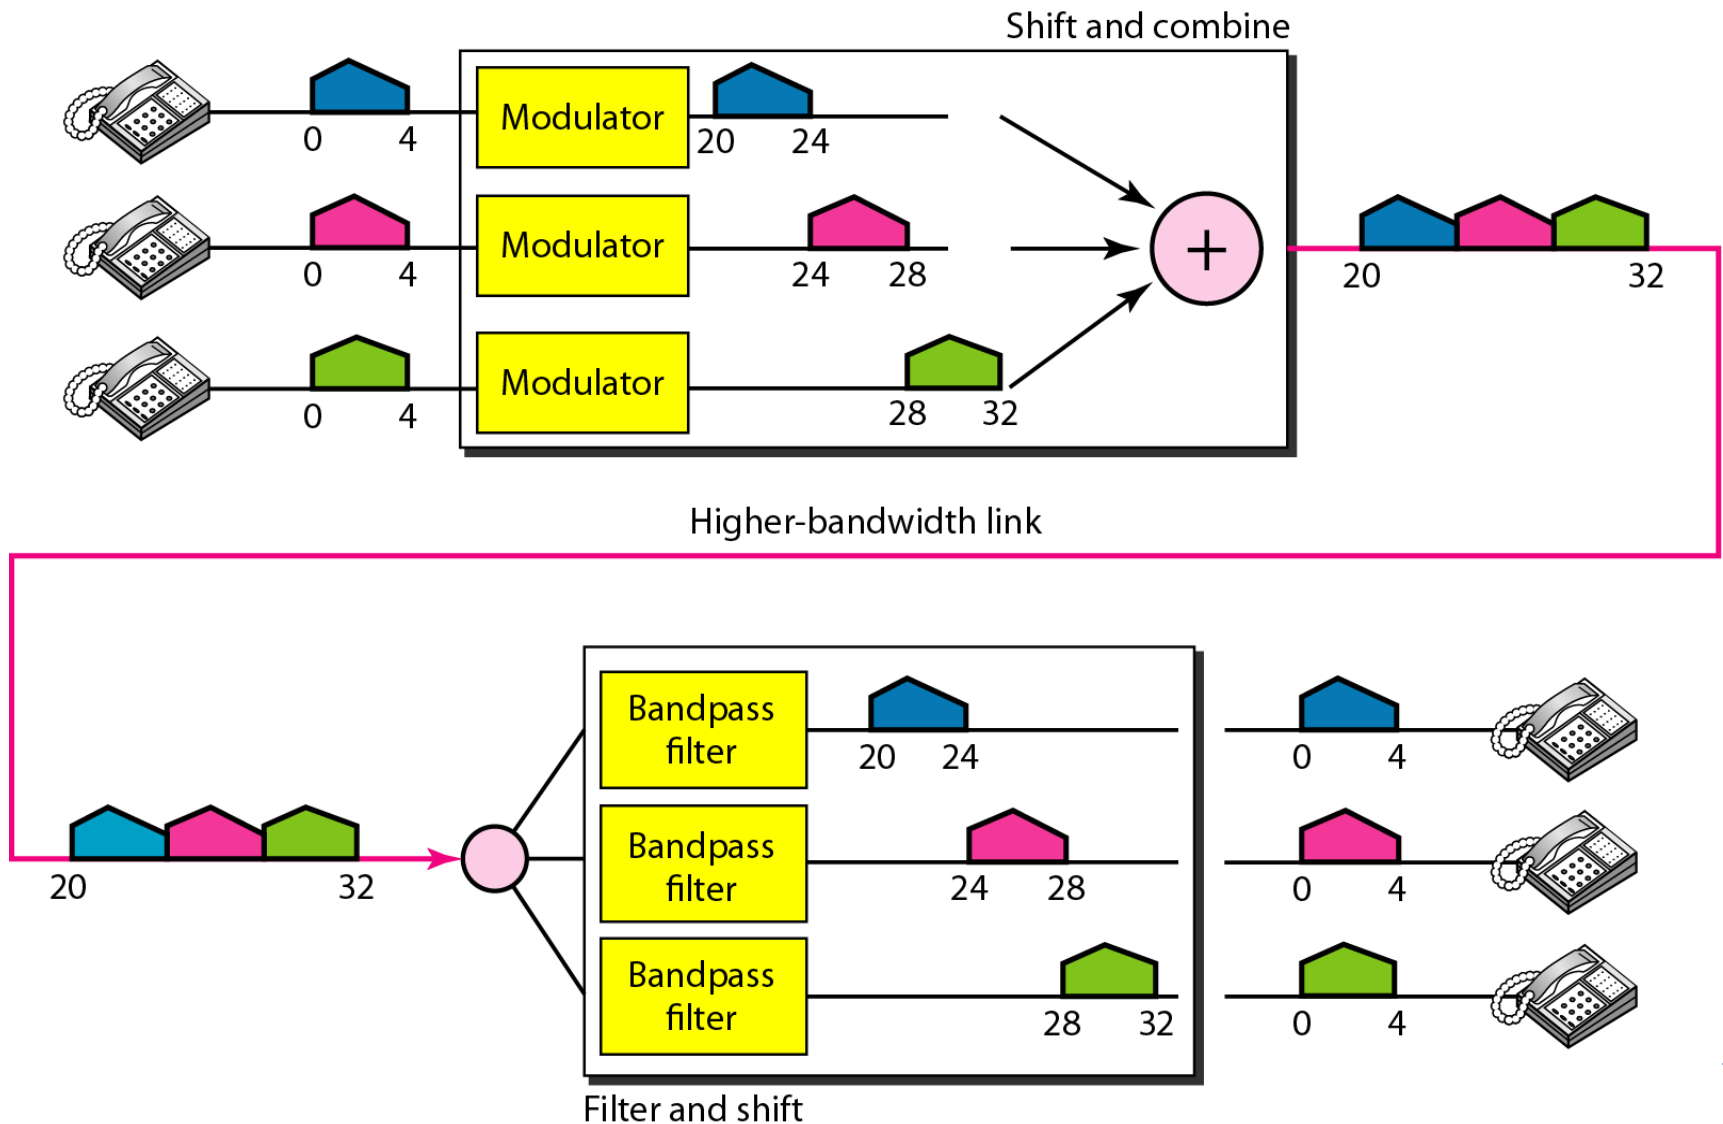 Shift and combine
Modulator
0 4
20 24
Modulator
0 4
24 28
20 32
Modulator
0 4
28 32
Higher-bandwidth link
Bandpass
filter
20 24
0 4
Bandpass
filter
20 32
24 28
0 4
Bandpass
filter
28 32
0 4
Filter and shift
+